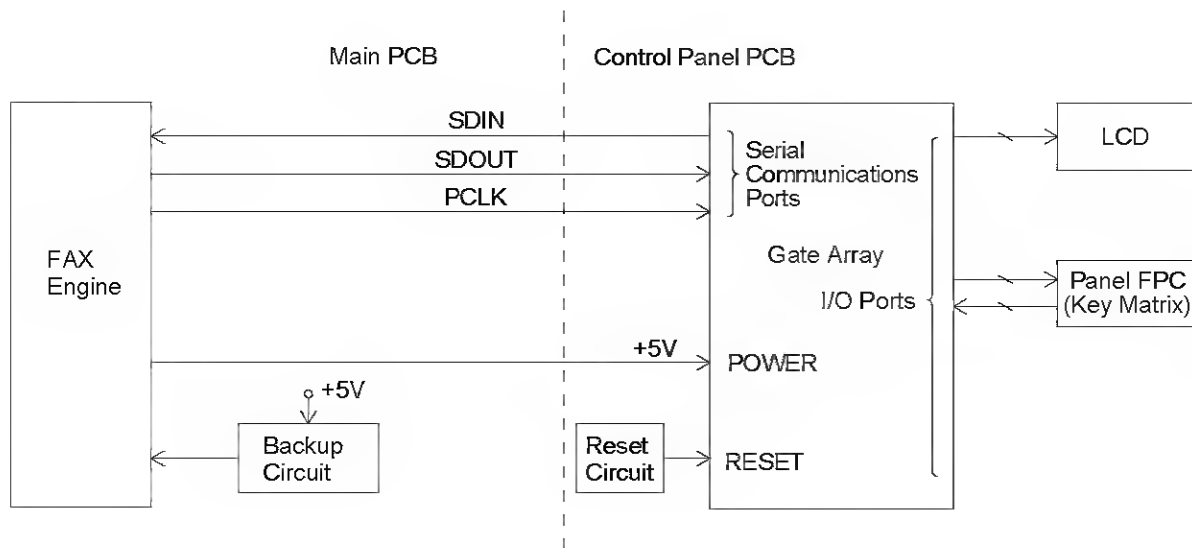 Main PCB
Control Panel PCB
SDIN
SDOUT
PCLK
Serial
Communications
Ports
LCD
FAX
Engine
Gate Array
I/O Ports
Panel FPC
(Key Matrix)
+5V
POWER
+5V
Backup
Circuit
Reset
Circuit
RESET